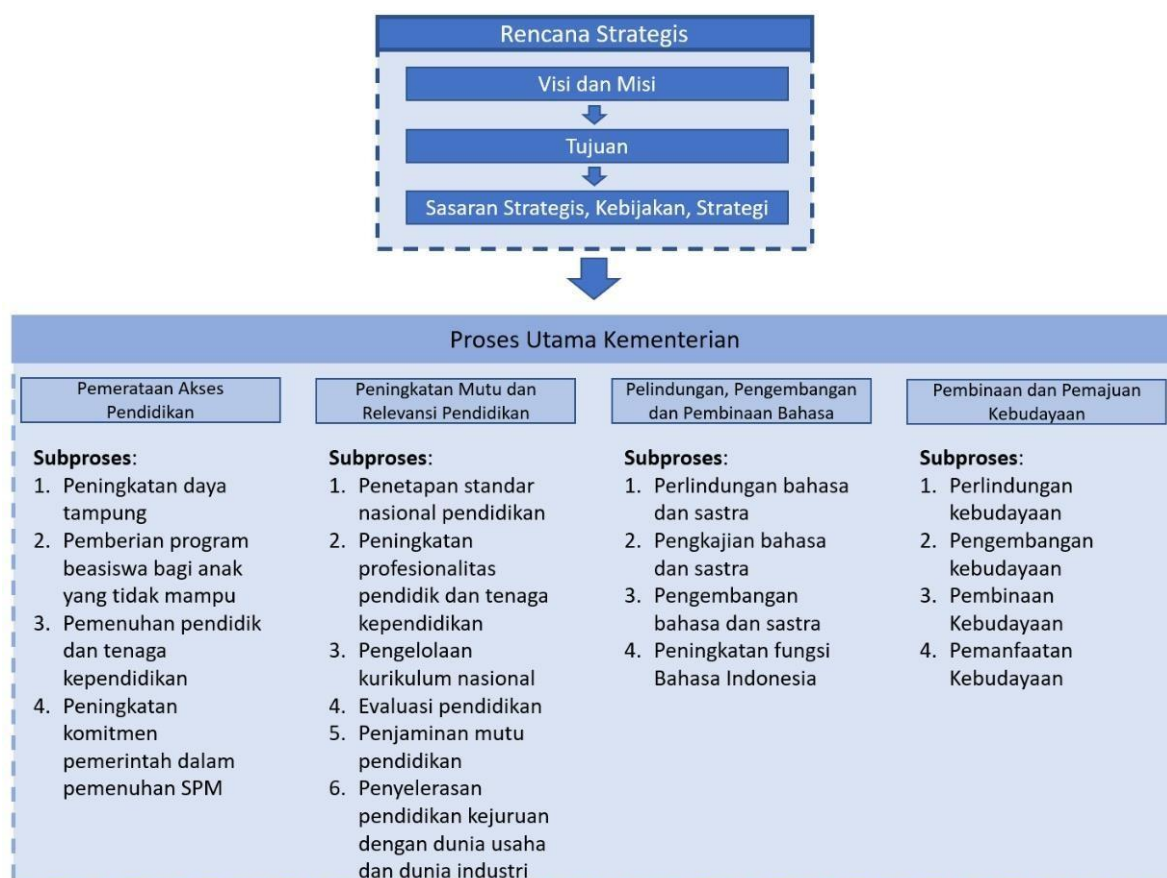 Rencana Strategis
Visi dan Misi
Tujuan
Sasaran Strategis, Kebijakan, Strategi
Proses Utama Kementerian
Pemerataan Akses
Pendidikan
Subproses:
1. Peningkatan daya
tampung
2. Pemberian program
beasiswa bagi anak
yang tidak mampu
3. Pemenuhan pendidik
dan tenaga
kependidikan
4. Peningkatan
komitmen
pemerintah dalam
pemenuhan SPM
Peningkatan Mutu dan
Relevansi Pendidikan
Subproses:
1. Penetapan standar
nasional pendidikan
2. Peningkatan
profesionalitas
pendidik dan tenaga
kependidikan
3. Pengelolaan
kurikulum nasional
4. Evaluasi pendidikan
5. Penjaminan mutu
pendidikan
6. Penyelerasan
pendidikan kejuruan
dengan dunia usaha
dan dunia industri
Pelindungan, Pengembangan
dan Pembinaan Bahasa
Subproses:
1. Perlindungan bahasa
dan sastra
2. Pengkajian bahasa
dan sastra
3. Pengembangan
bahasa dan sastra
4. Peningkatan fungsi
Bahasa Indonesia
Pembinaan dan Pemajuan
Kebudayaan
Subproses:
1. Perlindungan
kebudayaan
2. Pengembangan
kebudayaan
3. Pembinaan
Kebudayaan
4. Pemanfaatan
Kebudayaan